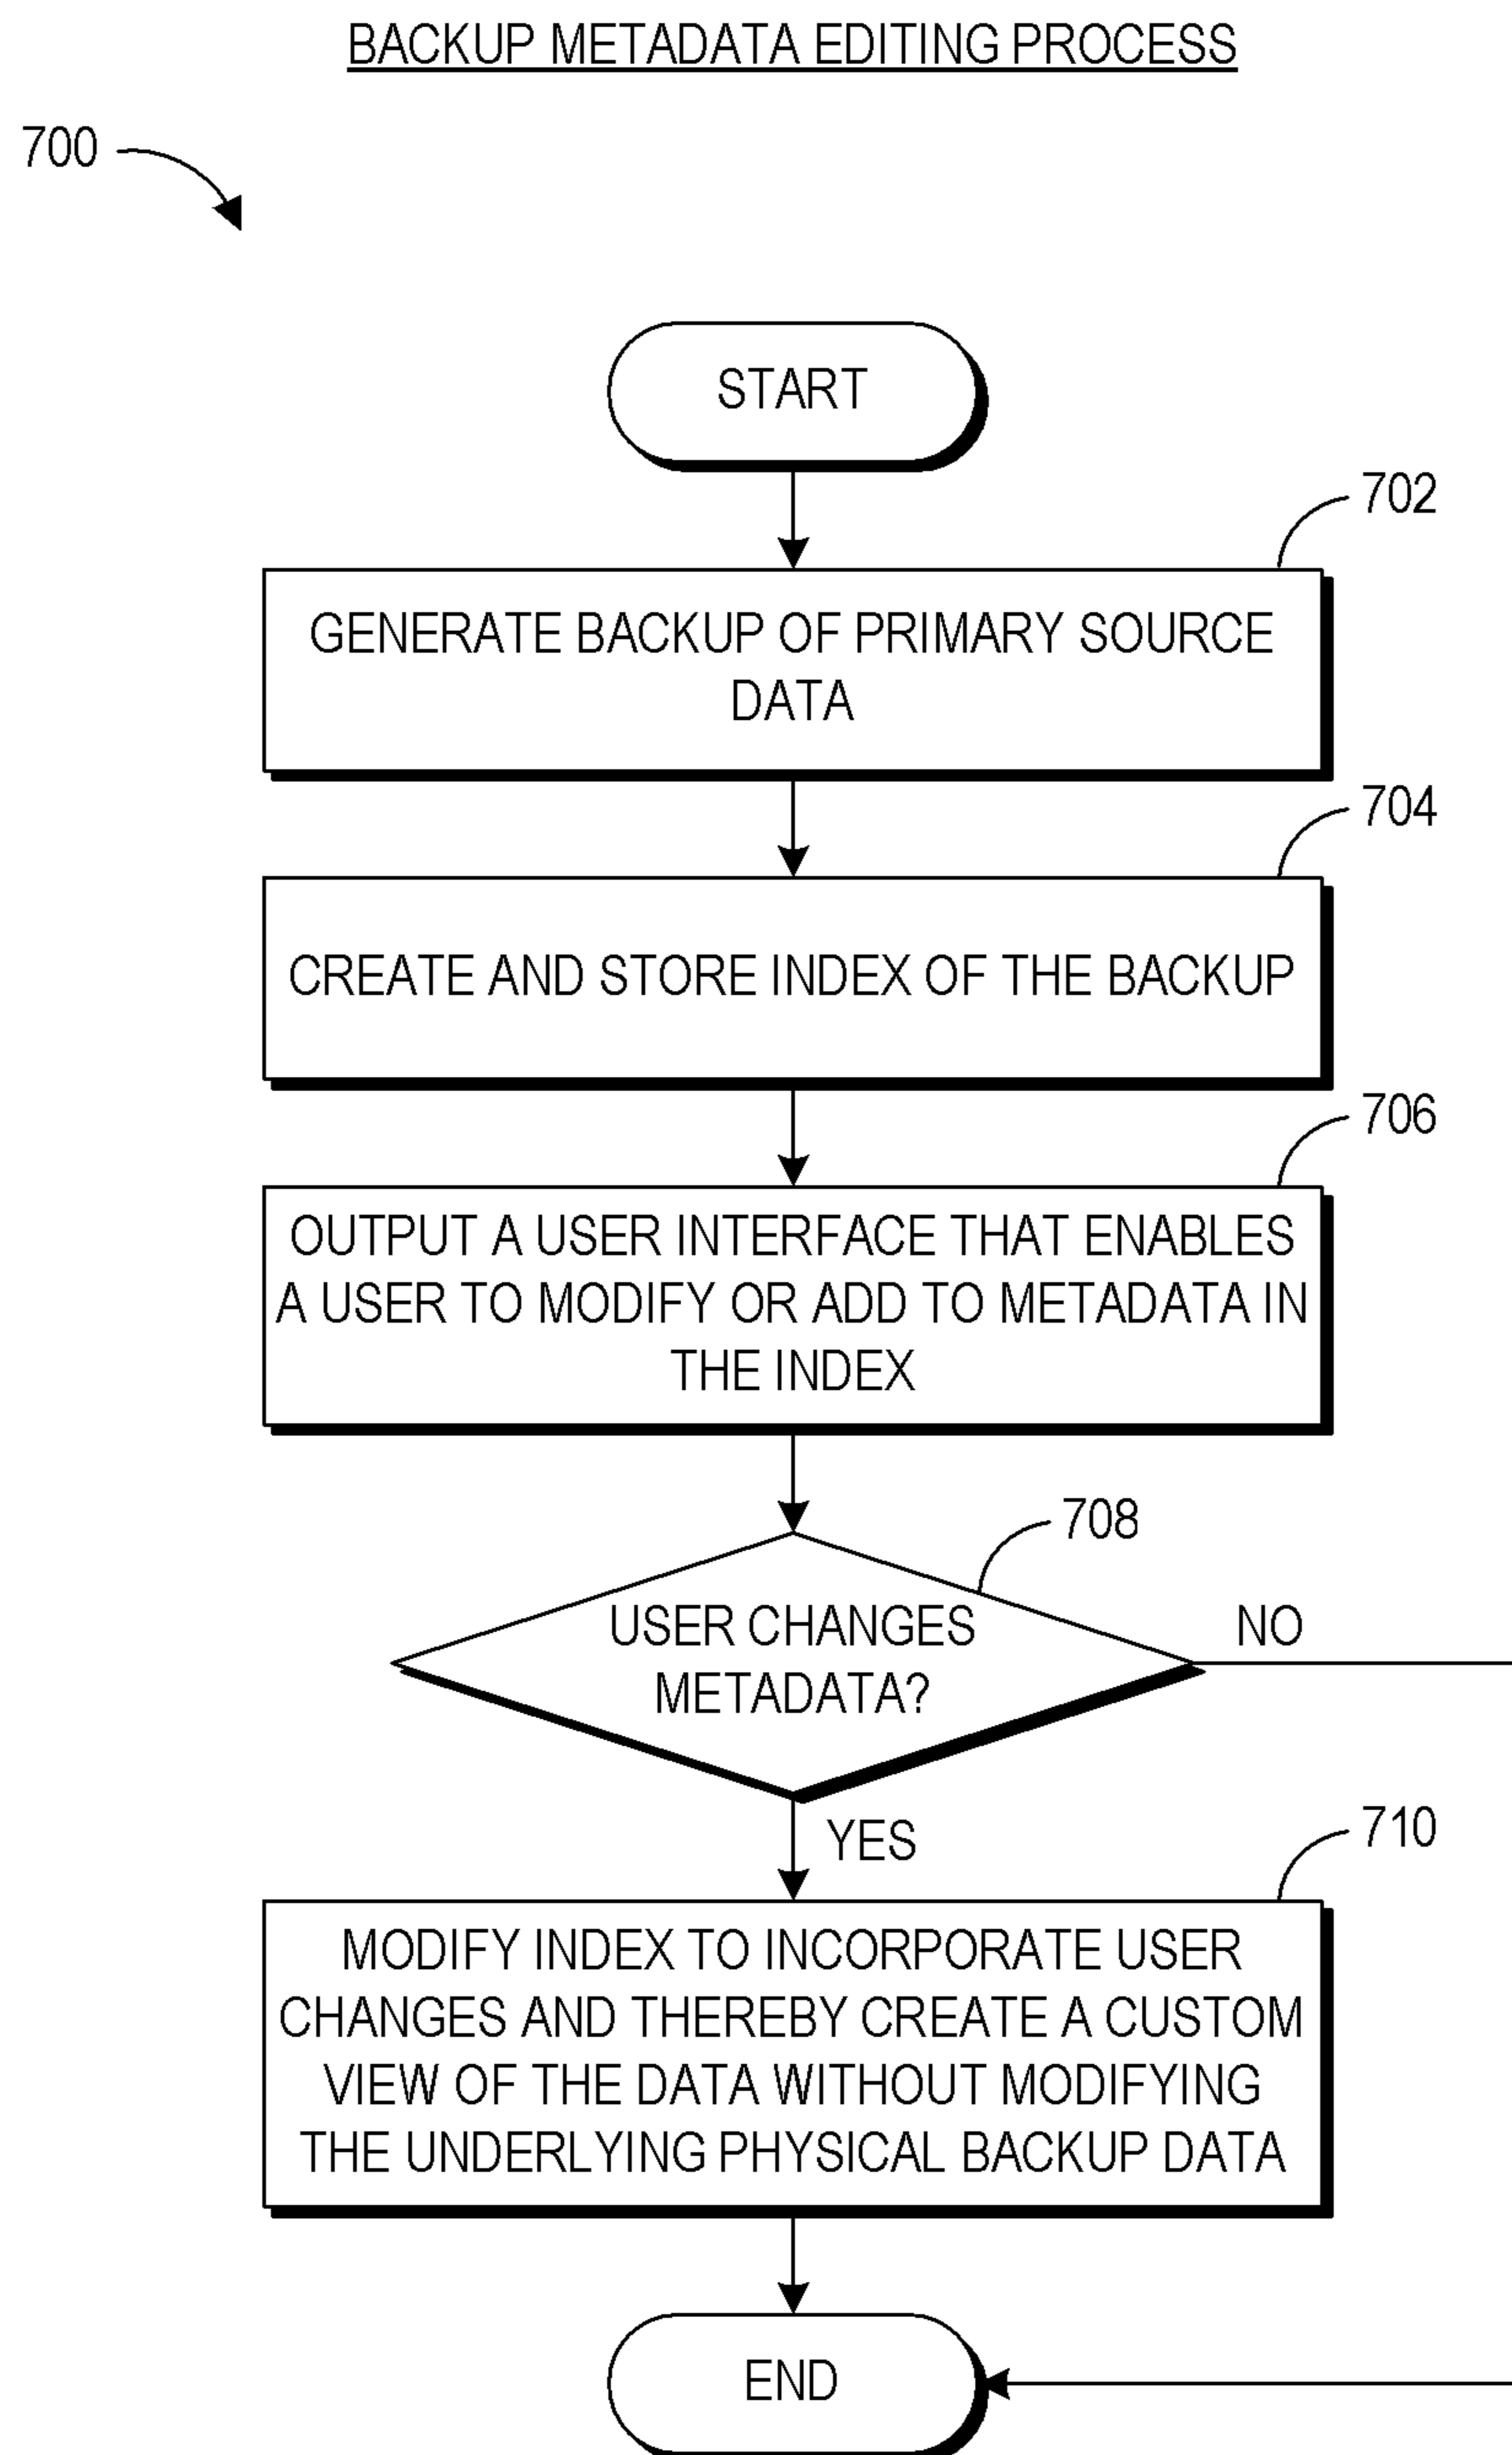 BACKUP METADATA EDITING PROCESS
700
START
702
GENERATE BACKUP OF PRIMARY SOURCE
DATA
704
CREATE AND STORE INDEX OF THE BACKUP
706
OUTPUT A USER INTERFACE THAT ENABLES
A USER TO MODIFY OR ADD TO METADATA IN
THE INDEX
708
USER CHANGES
METADATA?
NO
YES
710
MODIFY INDEX TO INCORPORATE USER
CHANGES AND THEREBY CREATE A CUSTOM
VIEW OF THE DATA WITHOUT MODIFYING
THE UNDERLYING PHYSICAL BACKUP DATA
END